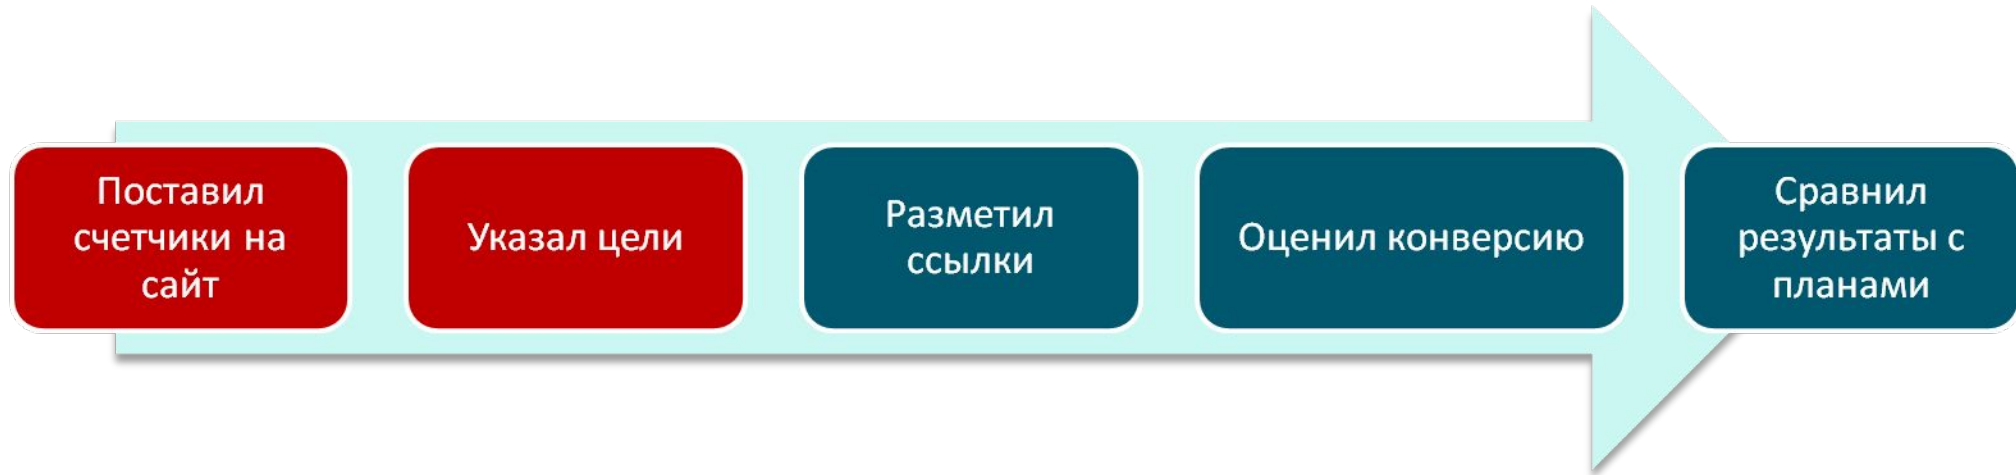 Поставил
счетчики на
сайт
Указал цели
Разметил
ссылки
Оценил конверсию
Сравнил
результаты с
планами